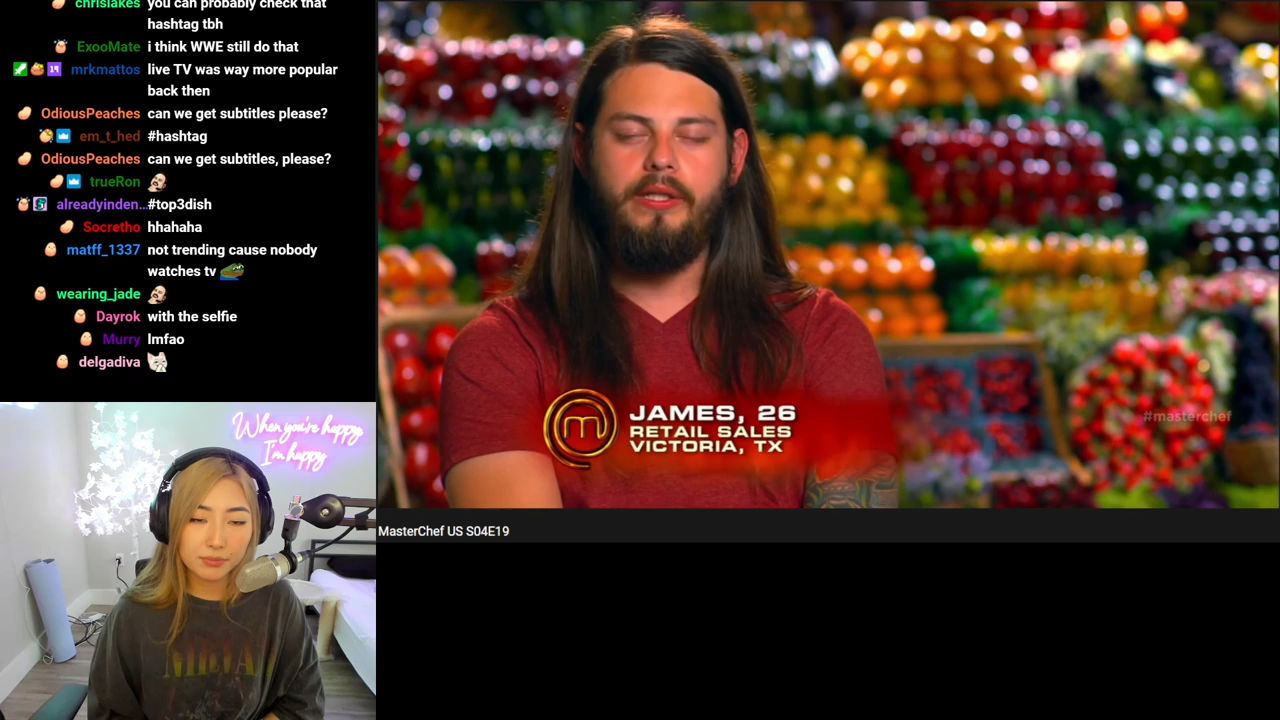 chrislakes you can probably check that
hashtag tbh
ExooMate i think WWE still do that
mrkmattos live TV was way more popular
back then
OdiousPeaches can we get subtitles please?
em_t_hed #hashtag
OdiousPeaches can we get subtitles, please?
trueRon
alreadyinden... #top3dish
Socretho hhahaha
matff_1337 not trending cause nobody
watches tv
wearing_jade
Dayrok with the selfie
Murry lmfao
delgadiva
When you're happy,
I'm happy
NIRVANA
JAMES, 26
RETAIL SALES
VICTORIA, TX
#masterchef
MasterChef US S04E19